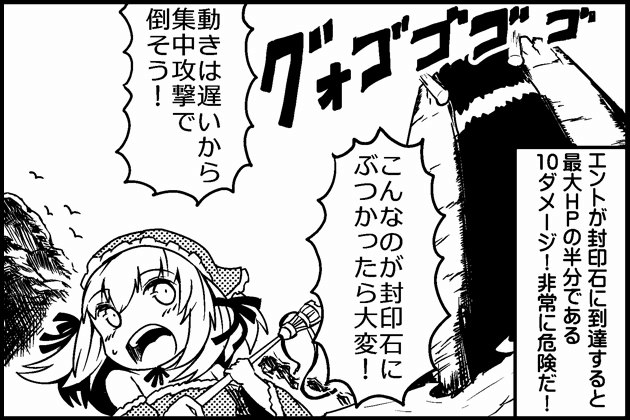 グォゴゴゴゴ
こんなのが封印石に
ぶつかったら大変！
動きは遅いから
集中攻撃で
倒そう！
エントが封印石に到達すると
最大HPの半分である
10ダメージ！非常に危険だ！